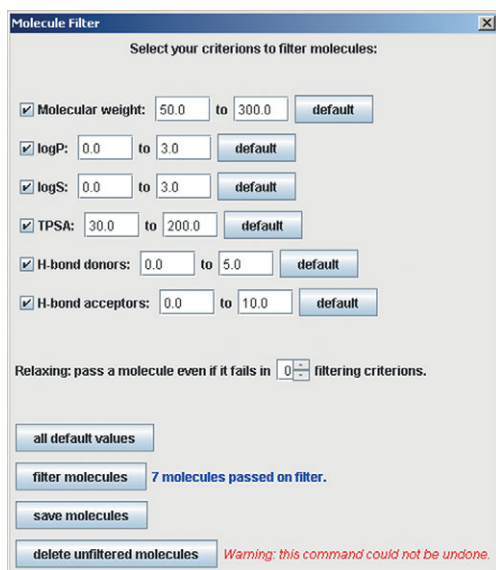 Molecule Filter
Select your criterions to filter molecules:
Molecular weight: 50.0 to 300.0 default
logP: 0.0 to 3.0 default
logS: 0.0 to 3.0 default
TPSA: 30.0 to 200.0 default
H-bond donors: 0.0 to 5.0 default
H-bond acceptors: 0.0 to 10.0 default
Relaxing: pass a molecule even if it fails in 0 filtering criterions.
all default values
filter molecules 7 molecules passed on filter.
save molecules
delete unfiltered molecules Warning: this command could not be undone.